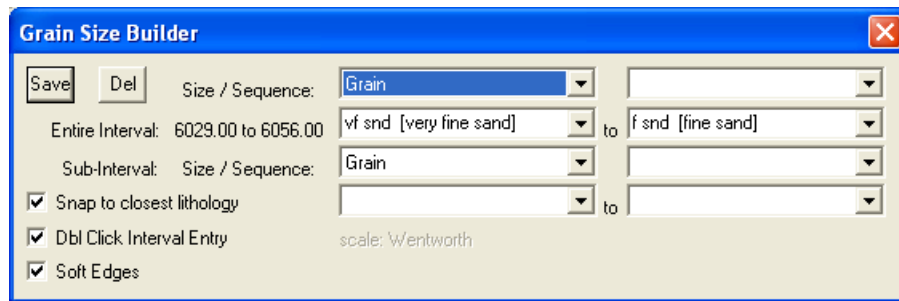 Grain Size Builder
Save Del Size / Sequence: Grain
Entire Interval: 6029.00 to 6056.00 vf snd [very fine sand] to f snd [fine sand]
Sub-Interval: Size / Sequence: Grain
Snap to closest lithology to
Dbl Click Interval Entry scale: Wentworth
Soft Edges